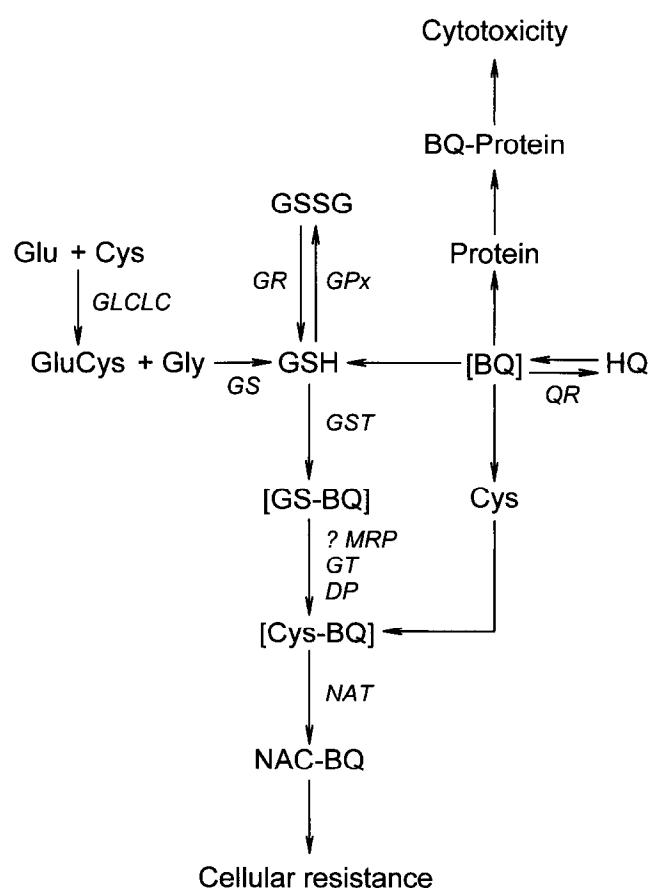 Cytotoxicity
BQ-Protein
GSSG
Glu + Cys
Protein
GR
GPx
GLCLC
GluCys + Gly
GS
GSH
[BQ]
HQ
QR
GST
[GS-BQ]
Cys
? MRP
GT
DP
[Cys-BQ]
NAT
NAC-BQ
Cellular resistance